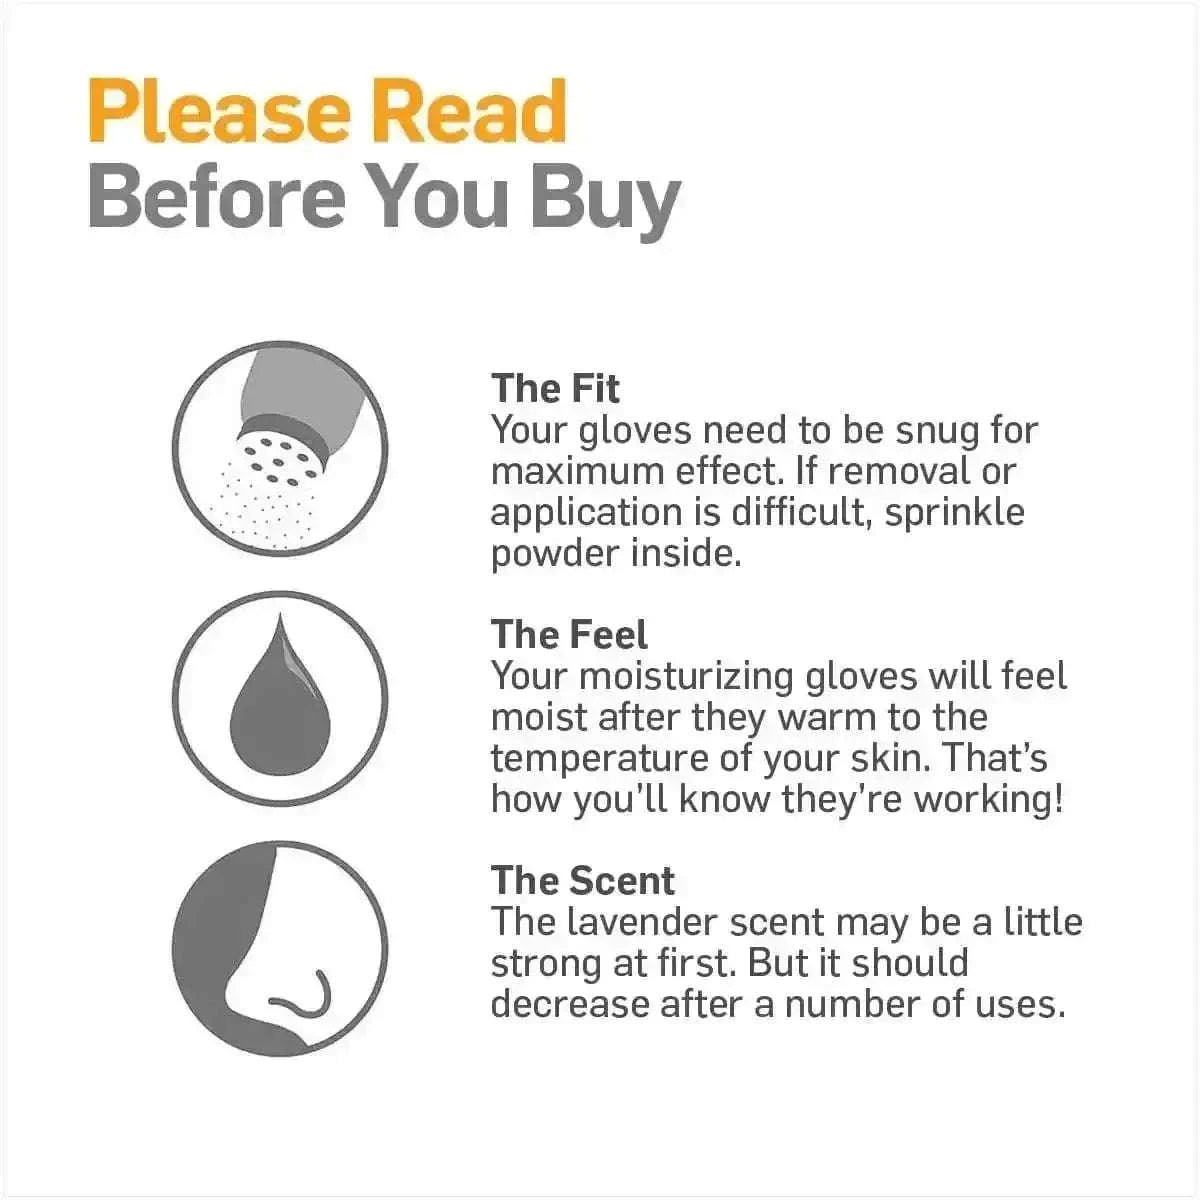 Please Read
Before You Buy
The Fit
Your gloves need to be snug for
maximum effect. If removal or
application is difficult, sprinkle
powder inside.
The Feel
Your moisturizing gloves will feel
moist after they warm to the
temperature of your skin. That’s
how you'll know they're working!
The Scent
The lavender scent may be a little
strong at first. But it should
decrease after a number of uses.